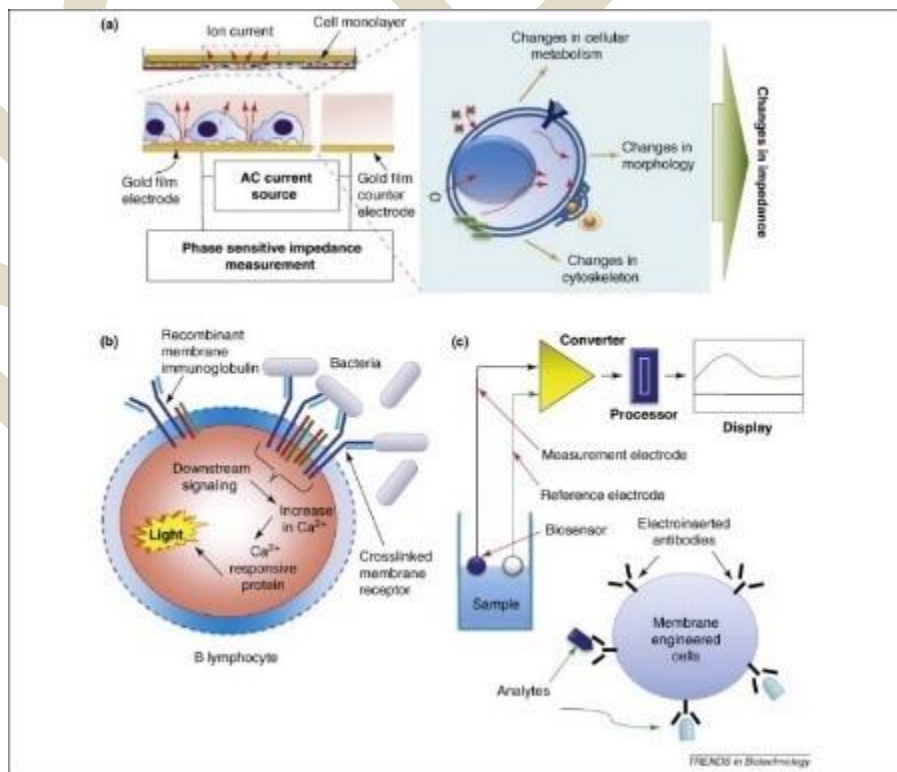 (a)
Ion current
Cell monolayer
Gold film
electrode
AC current
source
Gold film
counter
electrode
Phase sensitive impedance
measurement
Changes in cellular
metabolism
Changes in
morphology
Changes in
cytoskeleton
Changes in impedance
(b)
Recombinant
membrane
immunoglobulin
Bacteria
Downstream
signaling
Increase
in Ca2+
Light
Ca2+
responsive
protein
Crosslinked
membrane
receptor
B lymphocyte
(c)
Converter
Processor
Display
Measurement electrode
Reference electrode
Biosensor
Sample
Electroinserted
antibodies
Membrane
engineered
cells
Analytes
TRENDS in Biotechnology